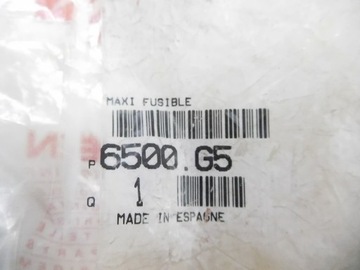 MAXI FUSIBLE
P 6500.G5
Q 1
MADE IN ESPAGNE